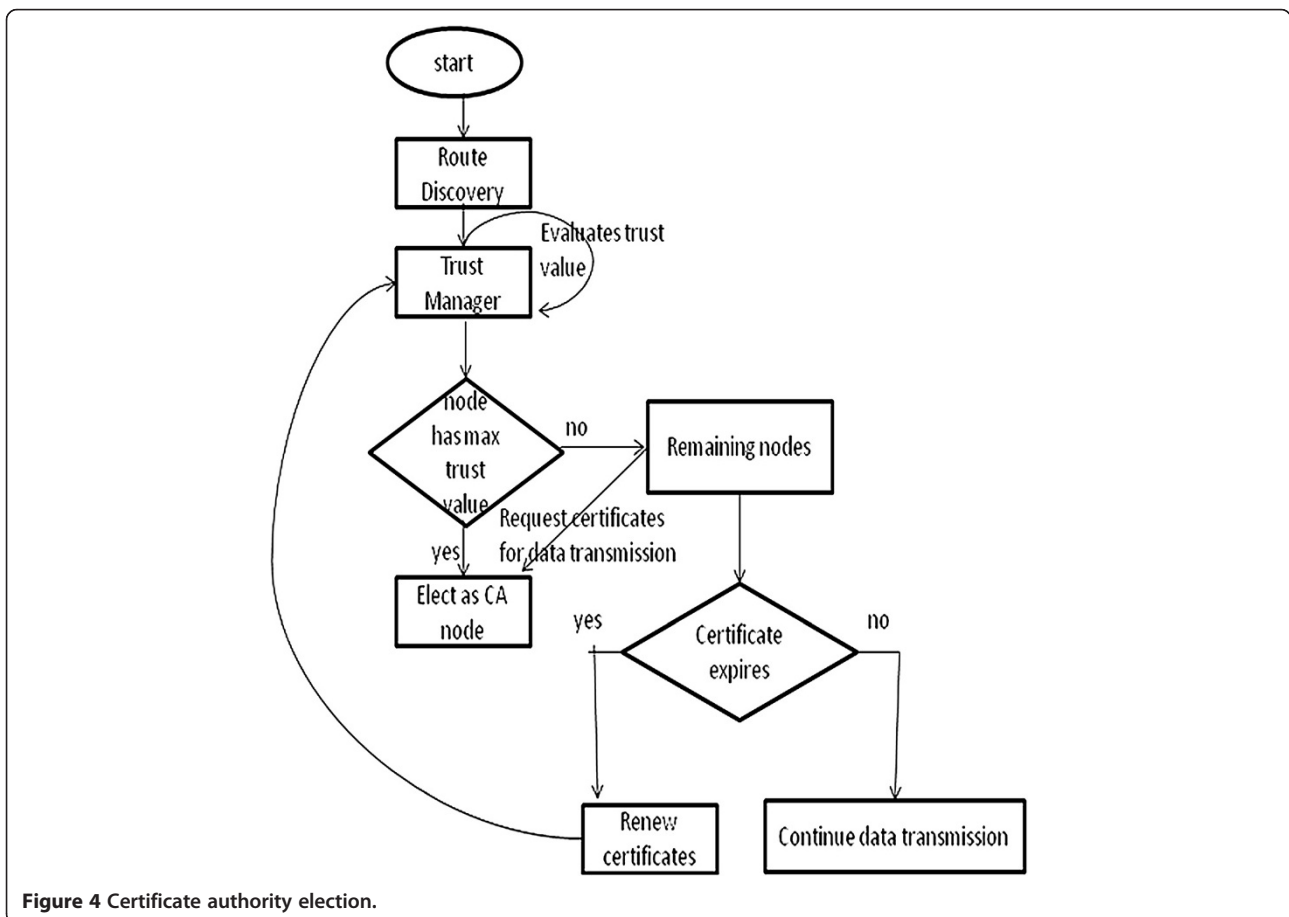 start
Route
Discovery
Evaluates trust
value
Trust
Manager
node
has max
trust
value
no
Remaining nodes
Request certificates
for data transmission
yes
Elect as CA
node
yes
Certificate
expires
no
Renew
certificates
Continue data transmission
Figure 4 Certificate authority election.